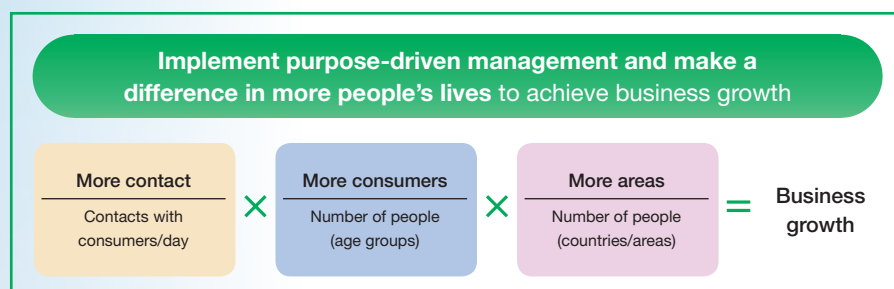 Implement purpose-driven management and make a
difference in more people’s lives to achieve business growth
More contact
Contacts with
consumers/day
×
More consumers
Number of people
(age groups)
×
More areas
Number of people
(countries/areas)
=
Business
growth